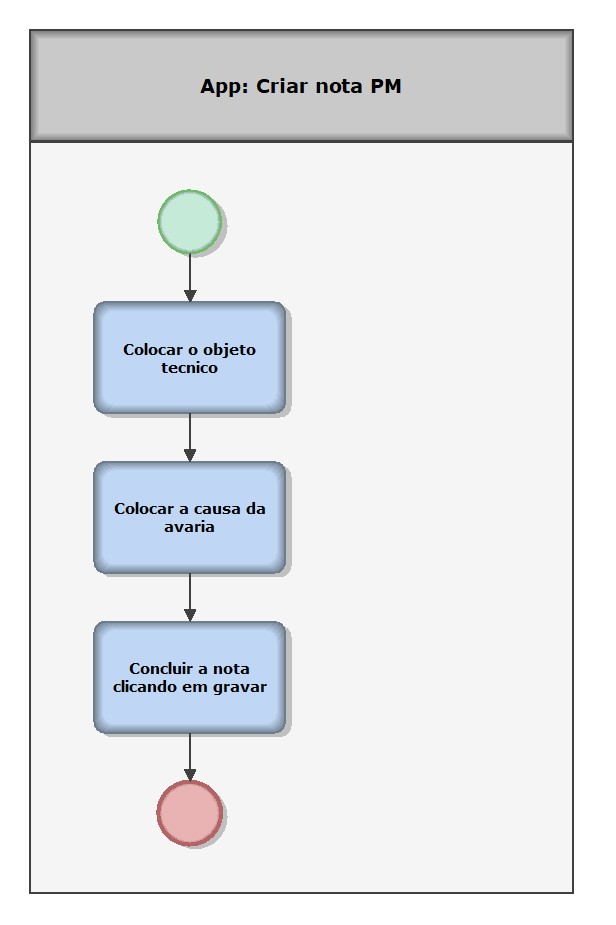 App: Criar nota PM
Colocar o objeto
tecnico
Colocar a causa da
avaria
Concluir a nota
clicando em gravar